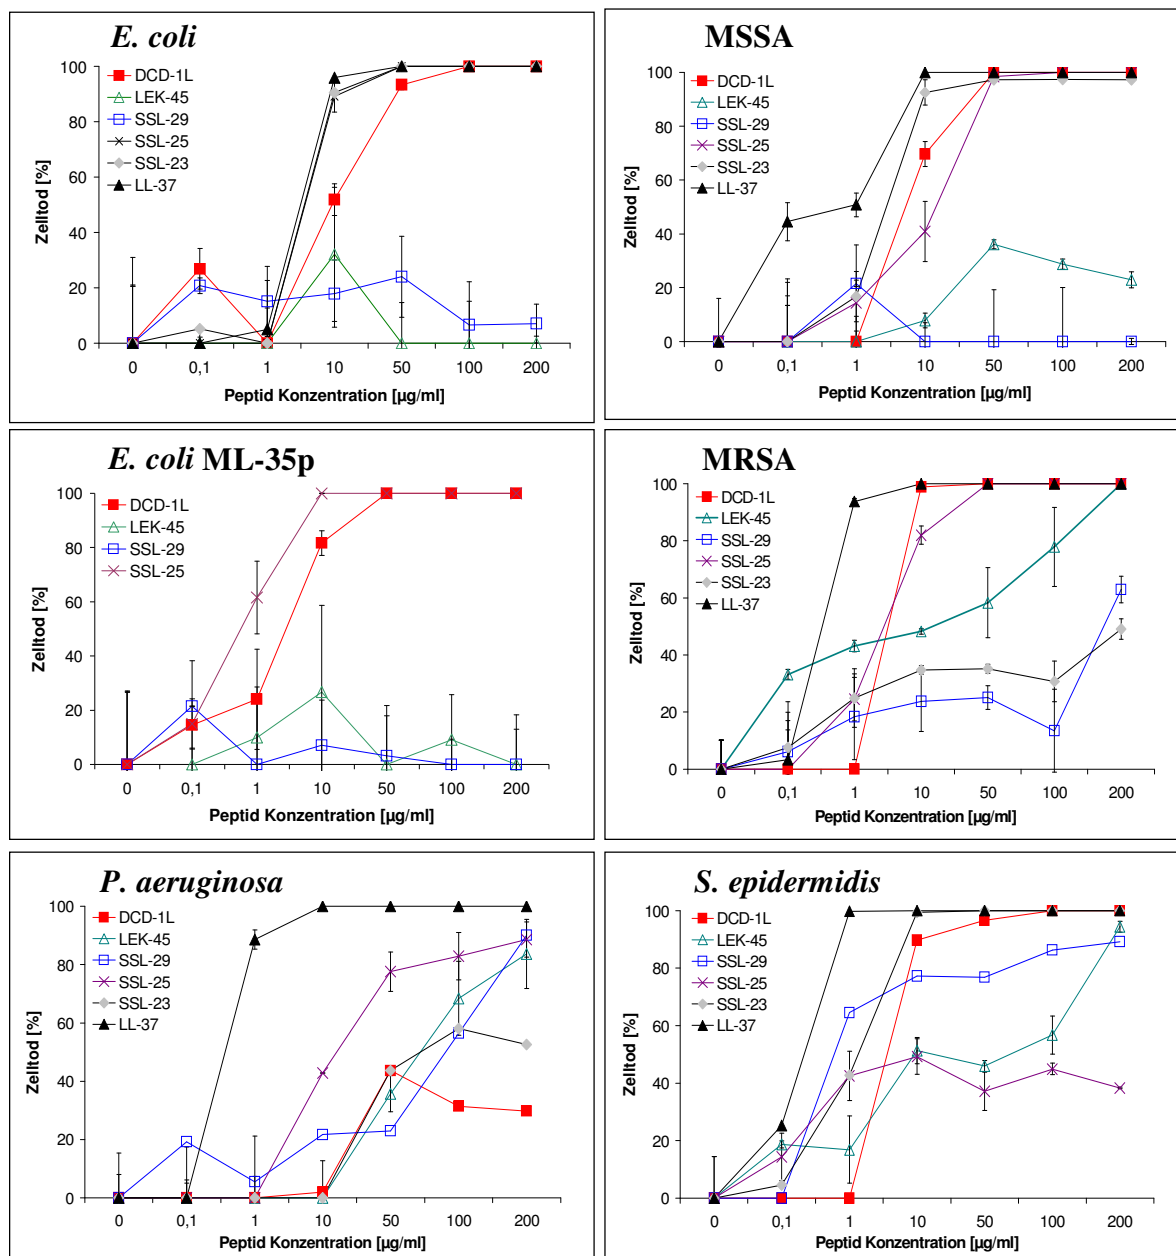 E. coli
Zelltod [%]
100
80
60
40
20
0
DCD-1L
LEK-45
SSL-29
SSL-25
SSL-23
LL-37
0 0,1 1 10 50 100 200
Peptid Konzentration [µg/ml]
MSSA
Zelltod [%]
100
80
60
40
20
0
DCD-1L
LEK-45
SSL-29
SSL-25
SSL-23
LL-37
0 0,1 1 10 50 100 200
Peptid Konzentration [µg/ml]
E. coli ML-35p
Zelltod [%]
100
80
60
40
20
0
DCD-1L
LEK-45
SSL-29
SSL-25
0 0,1 1 10 50 100 200
Peptid Konzentration [µg/ml]
MRSA
Zelltod [%]
100
80
60
40
20
0
DCD-1L
LEK-45
SSL-29
SSL-25
SSL-23
LL-37
0 0,1 1 10 50 100 200
Peptid Konzentration [µg/ml]
P. aeruginosa
Zelltod [%]
100
80
60
40
20
0
DCD-1L
LEK-45
SSL-29
SSL-25
SSL-23
LL-37
0 0,1 1 10 50 100 200
Peptid Konzentration [µg/ml]
S. epidermidis
Zelltod [%]
100
80
60
40
20
0
DCD-1L
LEK-45
SSL-29
SSL-25
SSL-23
LL-37
0 0,1 1 10 50 100 200
Peptid Konzentration [µg/ml]